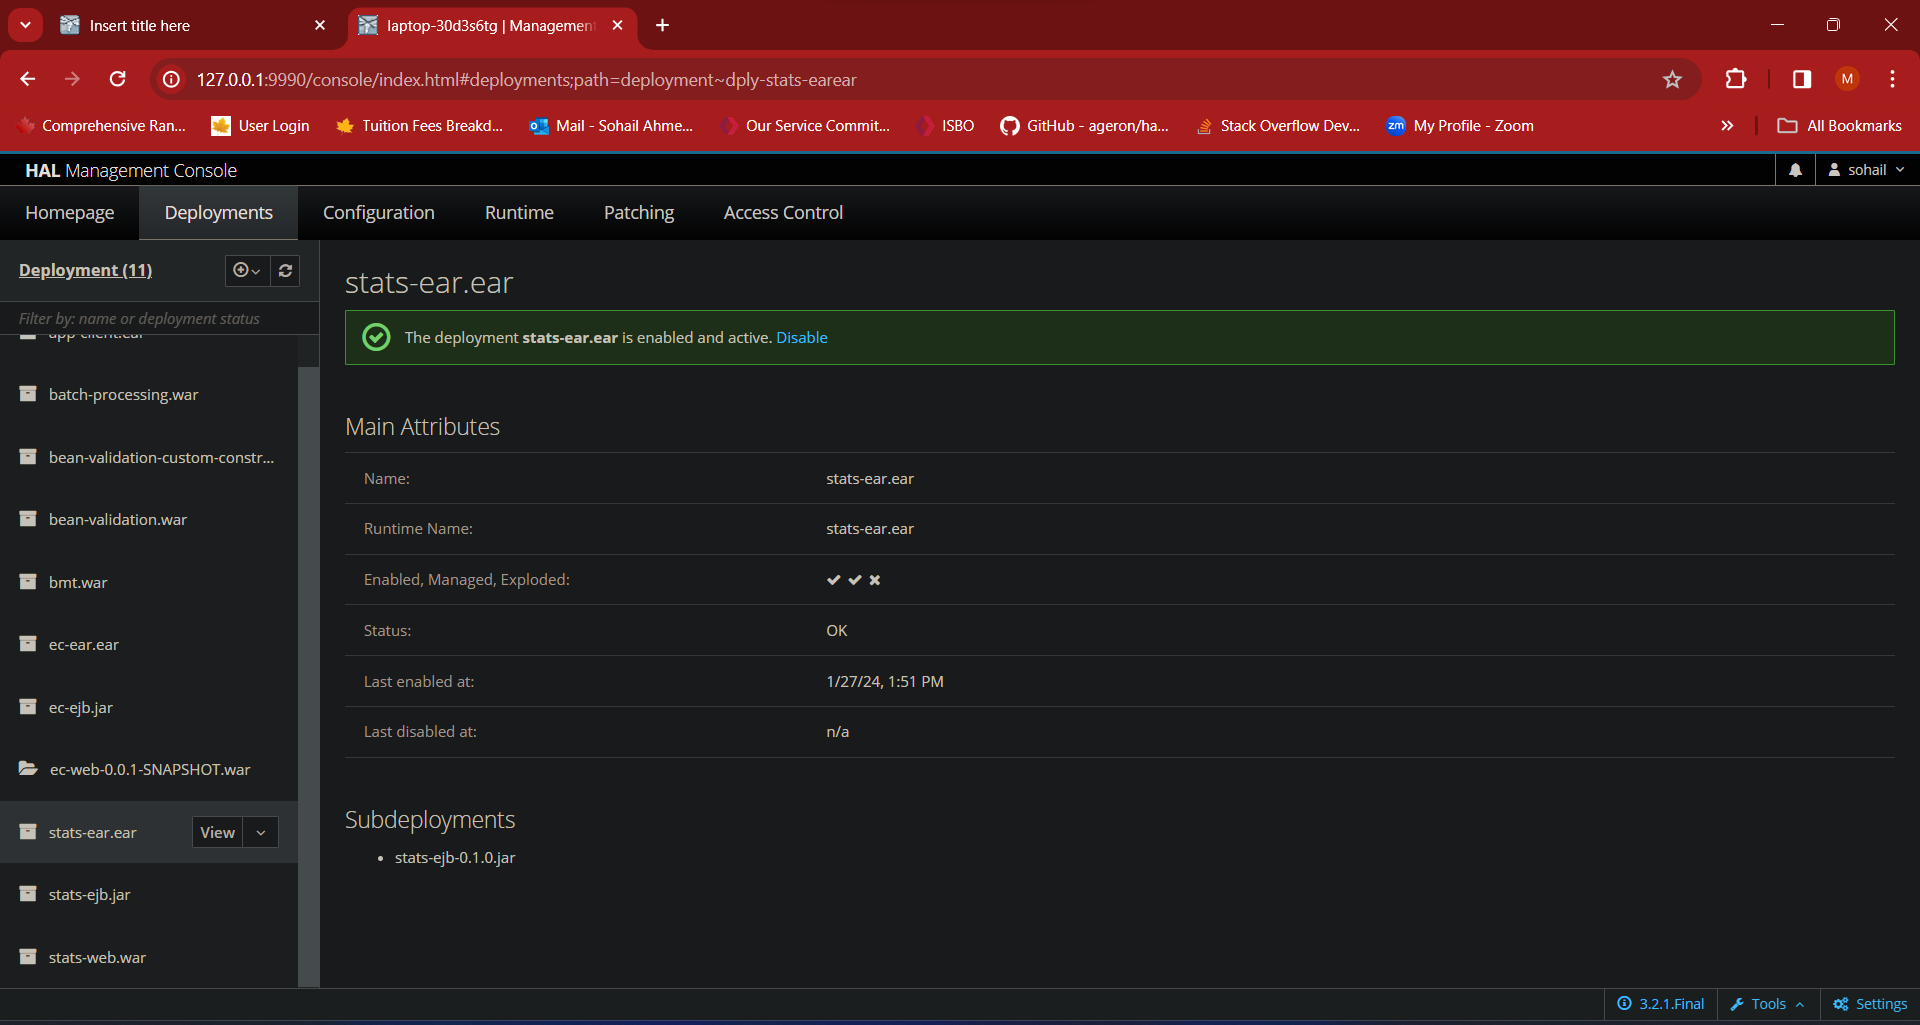 Insert title here
laptop-30d3s6tg | Management
127.0.0.1:9990/console/index.html#deployments;path=deployment~dply-stats-earear
M
Comprehensive Ran...
User Login
Tuition Fees Breakd...
Mail - Sohail Ahme...
Our Service Commit...
ISBO
GitHub - ageron/ha...
Stack Overflow Dev...
zm
My Profile - Zoom
All Bookmarks
HAL Management Console
sohail
Homepage
Deployments
Configuration
Runtime
Patching
Access Control
Deployment (11)
Filter by: name or deployment status
app-client.ear
batch-processing.war
bean-validation-custom-constr...
bean-validation.war
bmt.war
ec-ear.ear
ec-ejb.jar
ec-web-0.0.1-SNAPSHOT.war
stats-ear.ear
View
stats-ejb.jar
stats-web.war
stats-ear.ear
The deployment stats-ear.ear is enabled and active. Disable
Main Attributes
Name: stats-ear.ear
Runtime Name: stats-ear.ear
Enabled, Managed, Exploded:
Status: OK
Last enabled at: 1/27/24, 1:51 PM
Last disabled at: n/a
Subdeployments
• stats-ejb-0.1.0.jar
3.2.1.Final
Tools
Settings